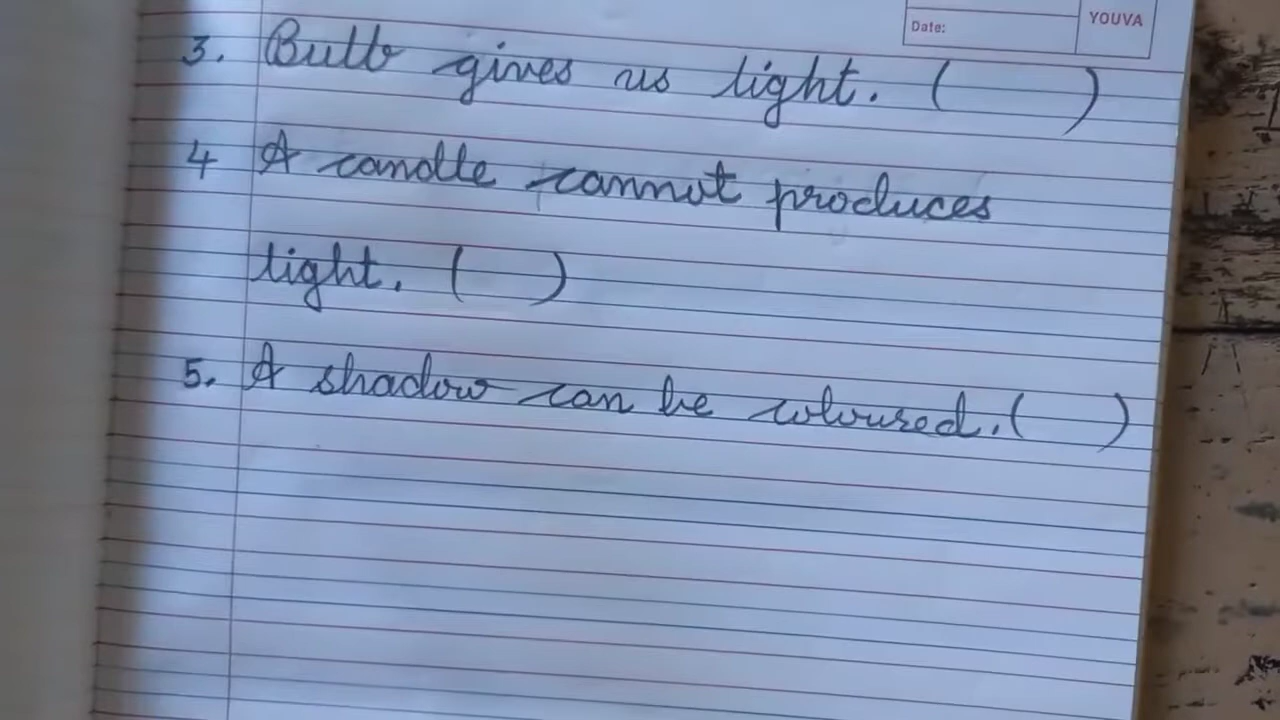 Date:
YOUVA
3. Bulb gives us light. ( )
4 A candle cannot produces
light. ( )
5. A shadow can be coloured. ( )